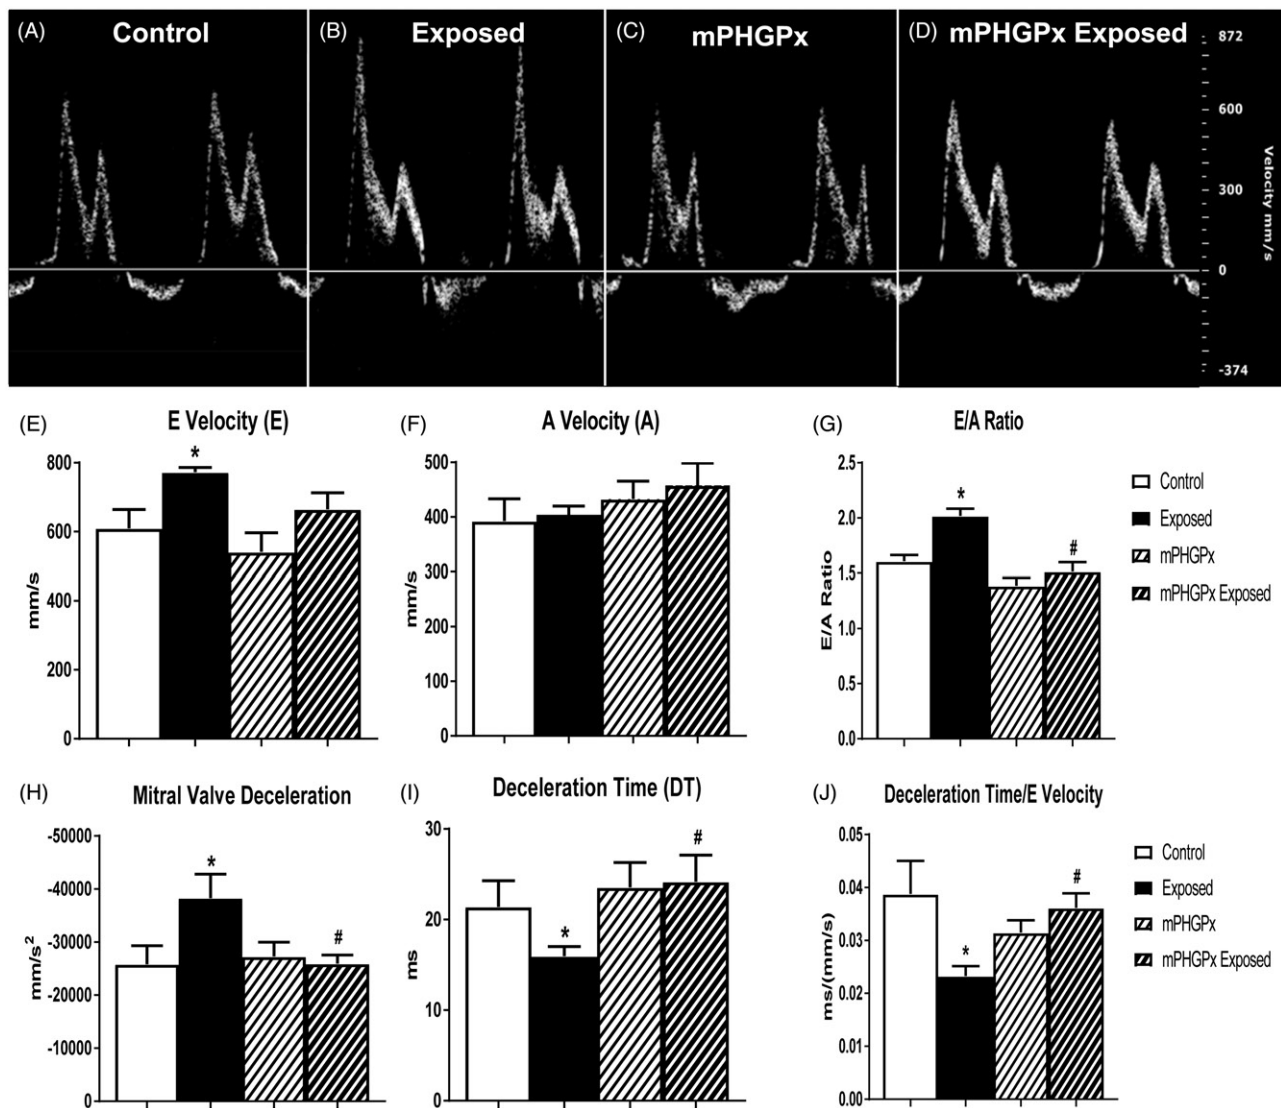 (A) Control
(B) Exposed
(C) mPHGPx
(D) mPHGPx Exposed
872
600
300
0
-374
Velocity mm/s
(E) E Velocity (E)
800
600
400
200
0
mm/s
*
(F) A Velocity (A)
500
400
300
200
100
0
mm/s
(G) E/A Ratio
2.5
2.0
1.5
1.0
0.5
0.0
E/A Ratio
*
#
Control
Exposed
mPHGPx
mPHGPx Exposed
(H) Mitral Valve Deceleration
-50000
-40000
-30000
-20000
-10000
0
mm/s²
*
#
(I) Deceleration Time (DT)
30
20
10
0
ms
*
#
(J) Deceleration Time/E Velocity
0.05
0.04
0.03
0.02
0.01
0.00
ms/(mm/s)
*
#
Control
Exposed
mPHGPx
mPHGPx Exposed